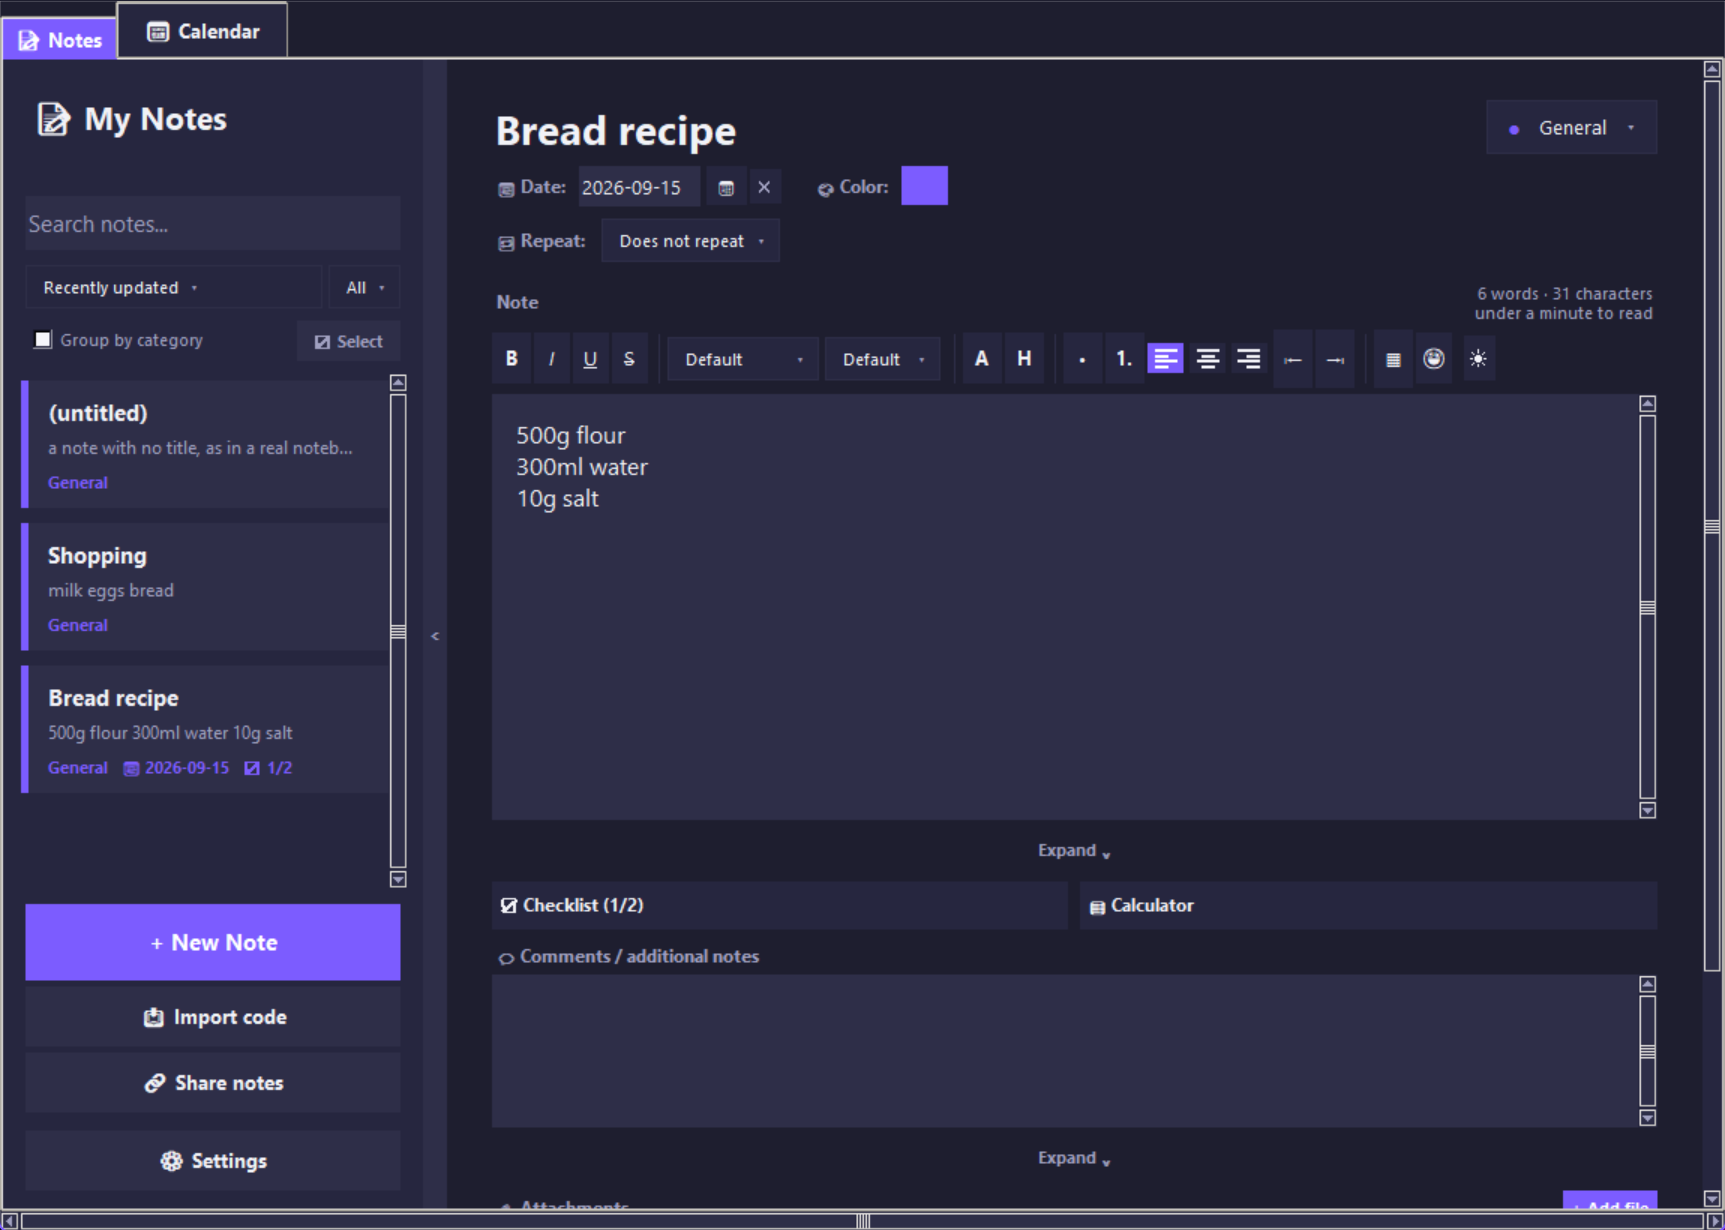 Notes
Calendar
My Notes
Search notes...
Recently updated
All
Group by category
Select
(untitled)
a note with no title, as in a real noteb...
General
Shopping
milk eggs bread
General
Bread recipe
500g flour 300ml water 10g salt
General 2026-09-15 1/2
+ New Note
Import code
Share notes
Settings
<
Bread recipe
General
Date: 2026-09-15 × Color:
Repeat: Does not repeat
Note
6 words · 31 characters
under a minute to read
B I U S Default Default A H • 1.
500g flour
300ml water
10g salt
Expand
Checklist (1/2)
Calculator
Comments / additional notes
Expand
Attachments
+ Add file